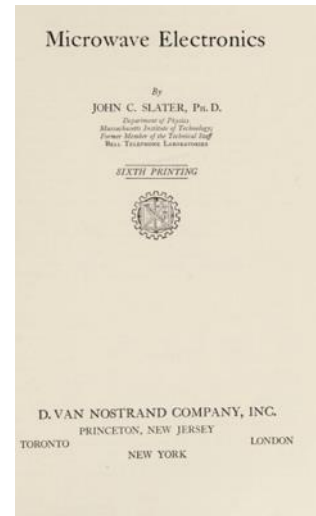 Microwave Electronics
By
JOHN C. SLATER, PH. D.
Department of Physics
Massachusetts Institute of Technology;
Former Member of the Technical Staff
BELL TELEPHONE LABORATORIES
SIXTH PRINTING
D. VAN NOSTRAND COMPANY, INC.
PRINCETON, NEW JERSEY
TORONTO LONDON
NEW YORK